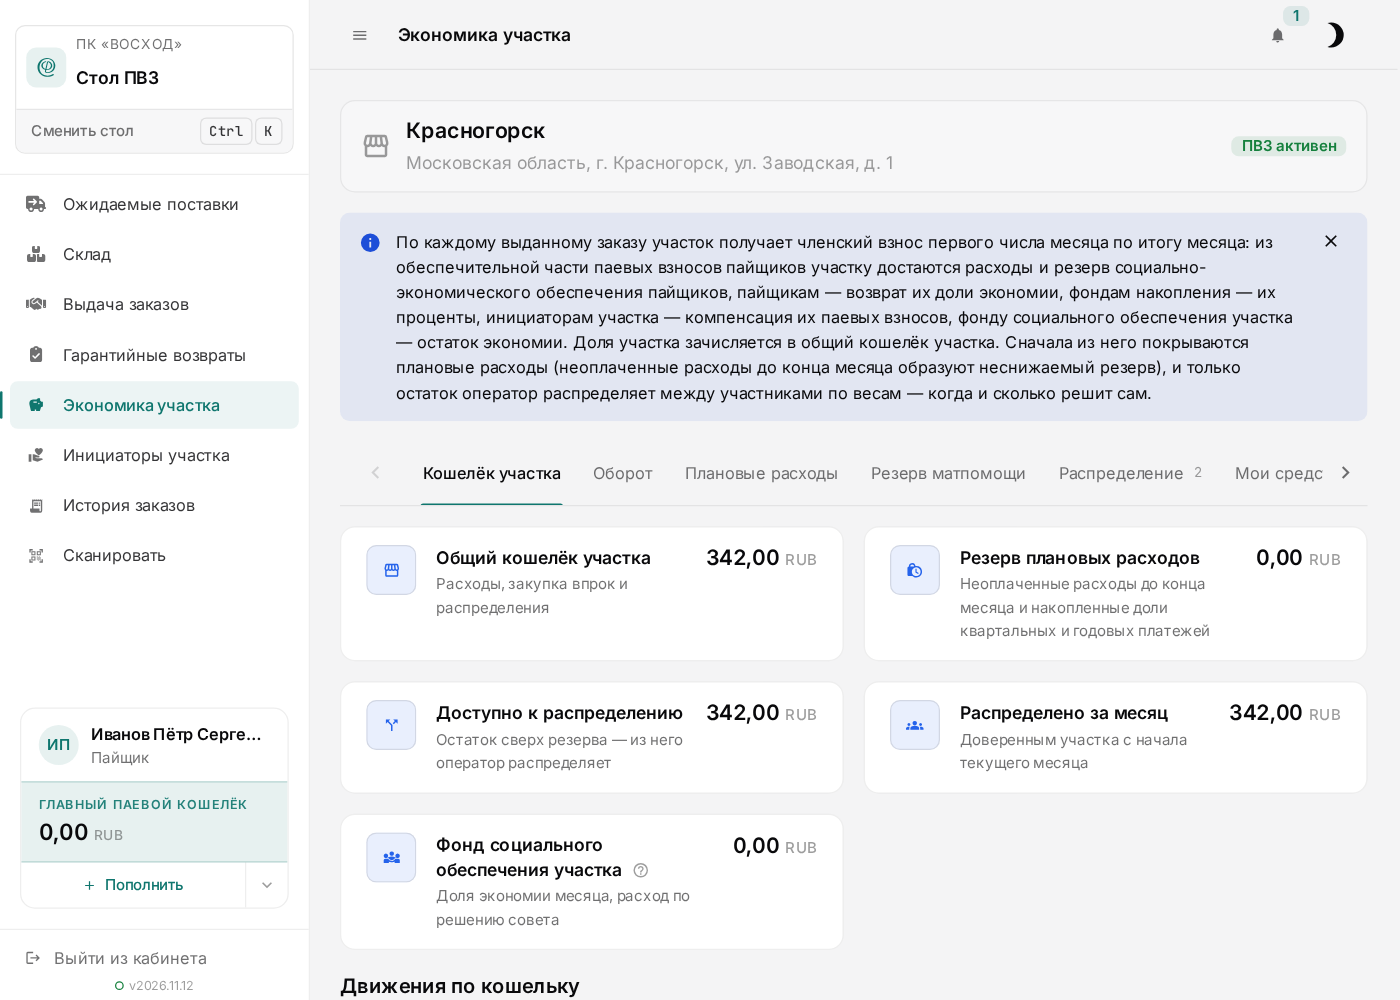 ПК «ВОСХОД»
Стол ПВЗ
Сменить стол
Ctrl K
Ожидаемые поставки
Склад
Выдача заказов
Гарантийные возвраты
Экономика участка
Инициаторы участка
История заказов
Сканировать
ИП
Иванов Пётр Серге...
Пайщик
ГЛАВНЫЙ ПАЕВОЙ КОШЕЛЁК
0,00 RUB
+ Пополнить
Выйти из кабинета
v2026.11.12
Экономика участка
1
Красногорск
Московская область, г. Красногорск, ул. Заводская, д. 1
ПВЗ активен
По каждому выданному заказу участок получает членский взнос первого числа месяца по итогу месяца: из
обеспечительной части паевых взносов пайщиков участку достаются расходы и резерв социально-
экономического обеспечения пайщиков, пайщикам — возврат их доли экономии, фондам накопления — их
проценты, инициаторам участка — компенсация их паевых взносов, фонду социального обеспечения участка
— остаток экономии. Доля участка зачисляется в общий кошелёк участка. Сначала из него покрываются
плановые расходы (неоплаченные расходы до конца месяца образуют неснижаемый резерв), и только
остаток оператор распределяет между участниками по весам — когда и сколько решит сам.
Кошелёк участка Оборот Плановые расходы Резерв матпомощи Распределение 2 Мои средс
Общий кошелёк участка 342,00 RUB
Расходы, закупка впрок и
распределения
Резерв плановых расходов 0,00 RUB
Неоплаченные расходы до конца
месяца и накопленные доли
квартальных и годовых платежей
Доступно к распределению 342,00 RUB
Остаток сверх резерва — из него
оператор распределяет
Распределено за месяц 342,00 RUB
Доверенным участка с начала
текущего месяца
Фонд социального 0,00 RUB
обеспечения участка
Доля экономии месяца, расход по
решению совета
Движения по кошельку